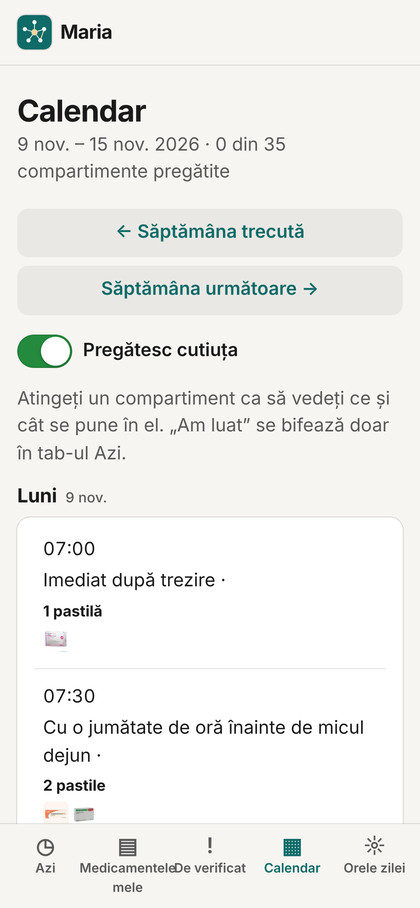 Maria
Calendar
9 nov. – 15 nov. 2026 · 0 din 35
compartimente pregătite
← Săptămâna trecută
Săptămâna următoare →
Pregătesc cutiuța
Atingeți un compartiment ca să vedeți ce și
cât se pune în el. „Am luat” se bifează doar
în tab-ul Azi.
Luni 9 nov.
07:00
Imediat după trezire ·
1 pastilă
07:30
Cu o jumătate de oră înainte de micul
dejun ·
2 pastile
Azi
Medicamentele
mele
De verificat
Calendar
Orele zilei